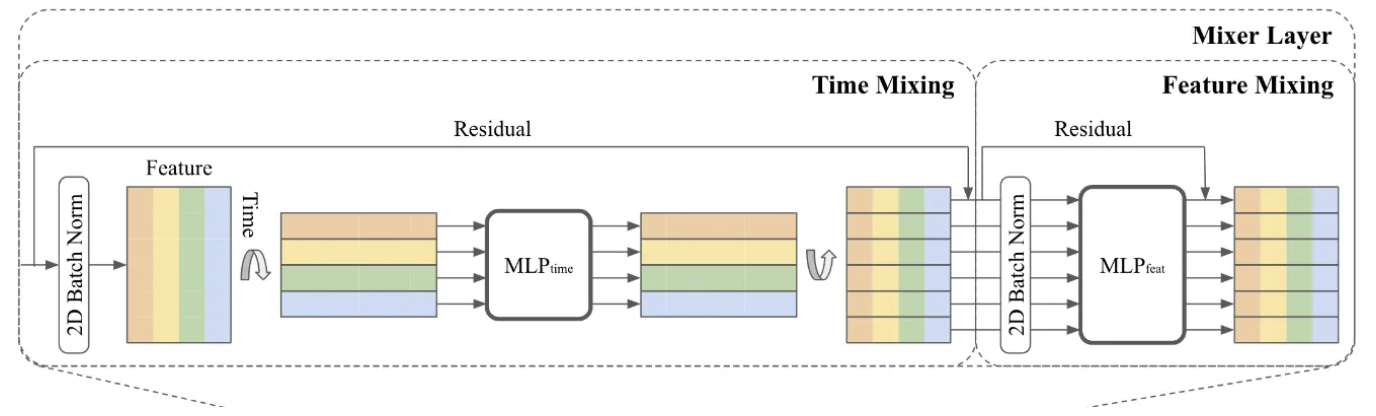 Mixer Layer
Time Mixing
Feature Mixing
Residual
Residual
Feature
Time
2D Batch Norm
MLPtime
2D Batch Norm
MLPfeat